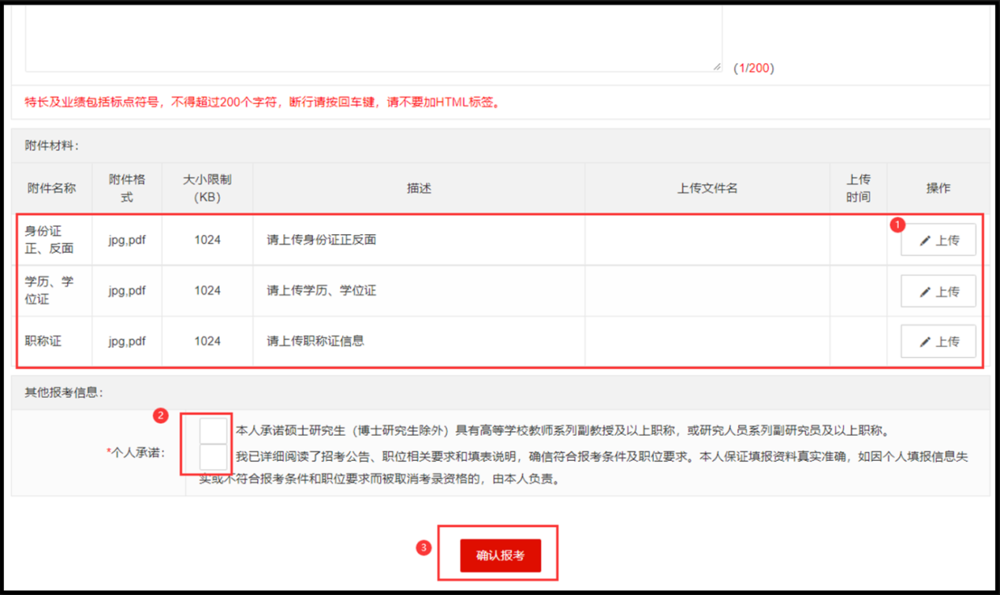 (1/200)
特长及业绩包括标点符号，不得超过200个字符，断行请按回车键，请不要加HTML标签。
附件材料：
附件名称 附件格式 大小限制（KB） 描述 上传文件名 上传时间 操作
身份证正、反面 jpg,pdf 1024 请上传身份证正反面 1 上传
学历、学位证 jpg,pdf 1024 请上传学历、学位证 上传
职称证 jpg,pdf 1024 请上传职称证信息 上传
其他报考信息：
2
*个人承诺：
本人承诺硕士研究生（博士研究生除外）具有高等学校教师系列副教授及以上职称，或研究人员系列副研究员及以上职称。
我已详细阅读了招考公告、职位相关要求和填表说明，确信符合报考条件及职位要求。本人保证填报资料真实准确，如因个人填报信息失
实或不符合报考条件和职位要求而被取消考录资格的，由本人负责。
3 确认报考